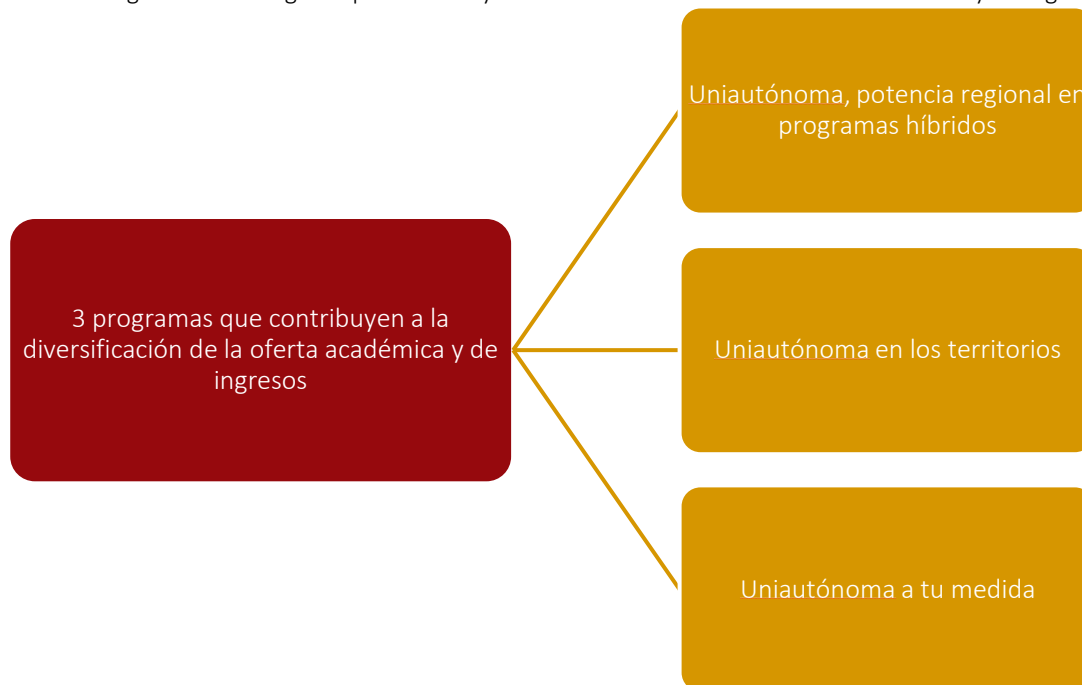 Uniautónoma, potencia regional en
programas híbridos
3 programas que contribuyen a la
diversificación de la oferta académica y de
ingresos
Uniautónoma en los territorios
Uniautónoma a tu medida